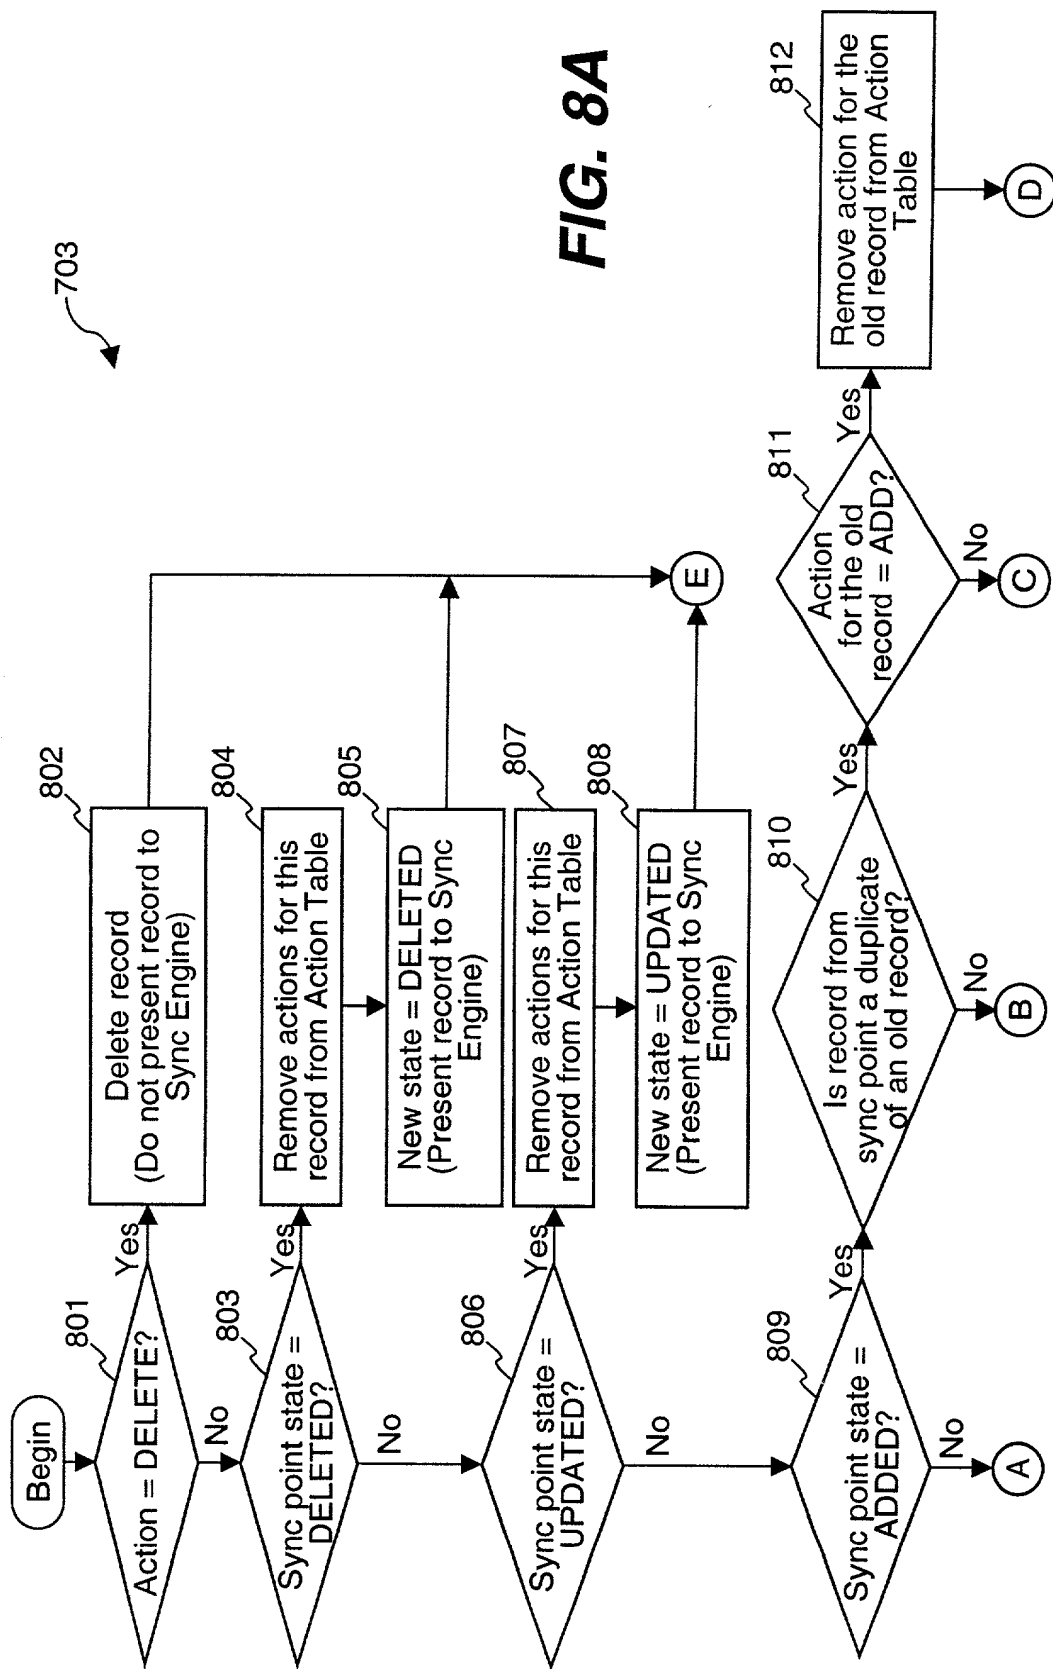 703
FIG. 8A
Begin
801
Action = DELETE?
Yes
No
802
Delete record
(Do not present record to
Sync Engine)
803
Sync point state =
DELETED?
Yes
No
804
Remove actions for this
record from Action Table
805
New state = DELETED
(Present record to Sync
Engine)
806
Sync point state =
UPDATED?
Yes
No
807
Remove actions for this
record from Action Table
808
New state = UPDATED
(Present record to Sync
Engine)
E
809
Sync point state =
ADDED?
Yes
No
A
810
Is record from
sync point a duplicate
of an old record?
Yes
No
B
811
Action
for the old
record = ADD?
Yes
No
C
812
Remove action for the
old record from Action
Table
D